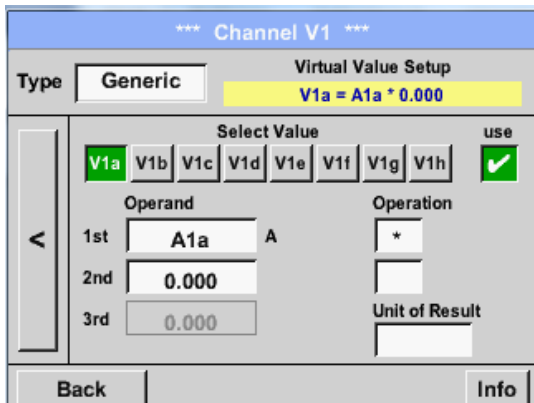 *** Channel V1 ***
Type Generic
Virtual Value Setup
V1a = A1a * 0.000
Select Value
use
V1a V1b V1c V1d V1e V1f V1g V1h
✔
<
Operand
Operation
1st A1a A *
2nd 0.000
3rd 0.000
Unit of Result
Back
Info